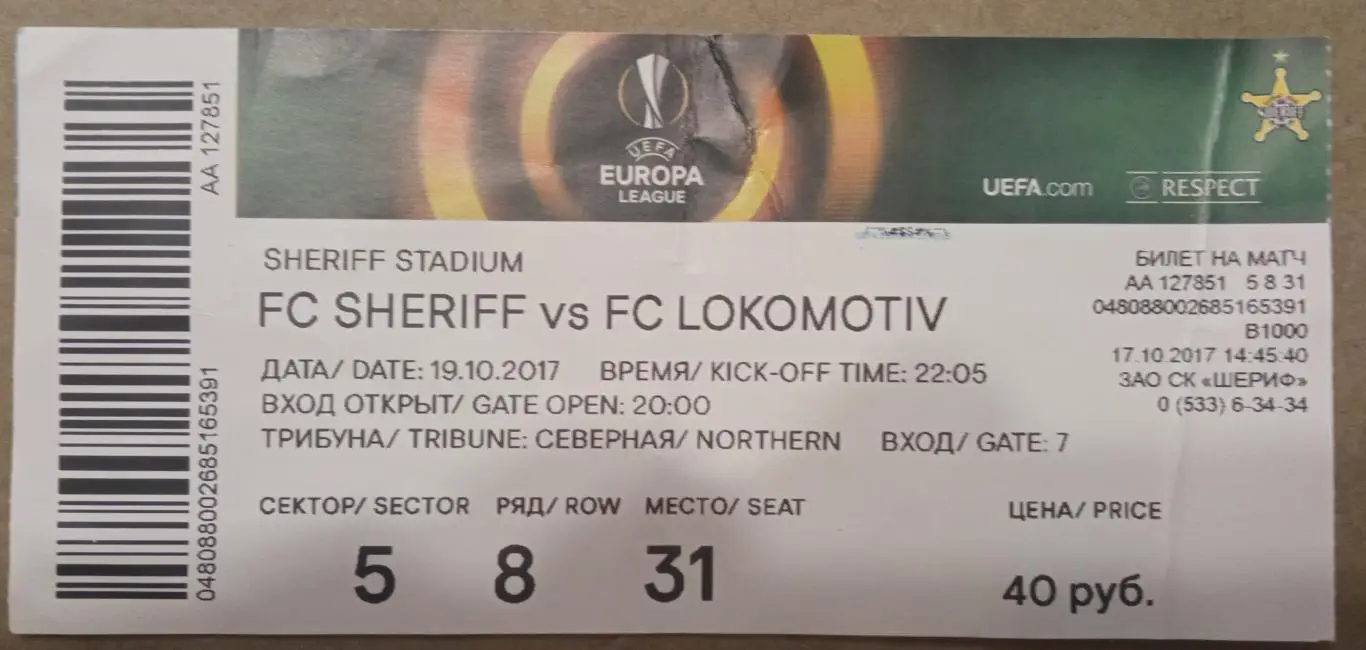 AA 127851
048088002685165391
UEFA
EUROPA
LEAGUE
UEFA.com
RESPECT
SHERIFF
SHERIFF STADIUM
FC SHERIFF vs FC LOKOMOTIV
ДАТА/ DATE: 19.10.2017 ВРЕМЯ/ KICK-OFF TIME: 22:05
ВХОД ОТКРЫТ/ GATE OPEN: 20:00
ТРИБУНА/ TRIBUNE: СЕВЕРНАЯ/ NORTHERN ВХОД/ GATE: 7
БИЛЕТ НА МАТЧ
AA 127851 5 8 31
048088002685165391
B1000
17.10.2017 14:45:40
ЗАО СК «ШЕРИФ»
0 (533) 6-34-34
СЕКТОР/ SECTOR РЯД/ ROW МЕСТО/ SEAT ЦЕНА/ PRICE
5 8 31 40 руб.